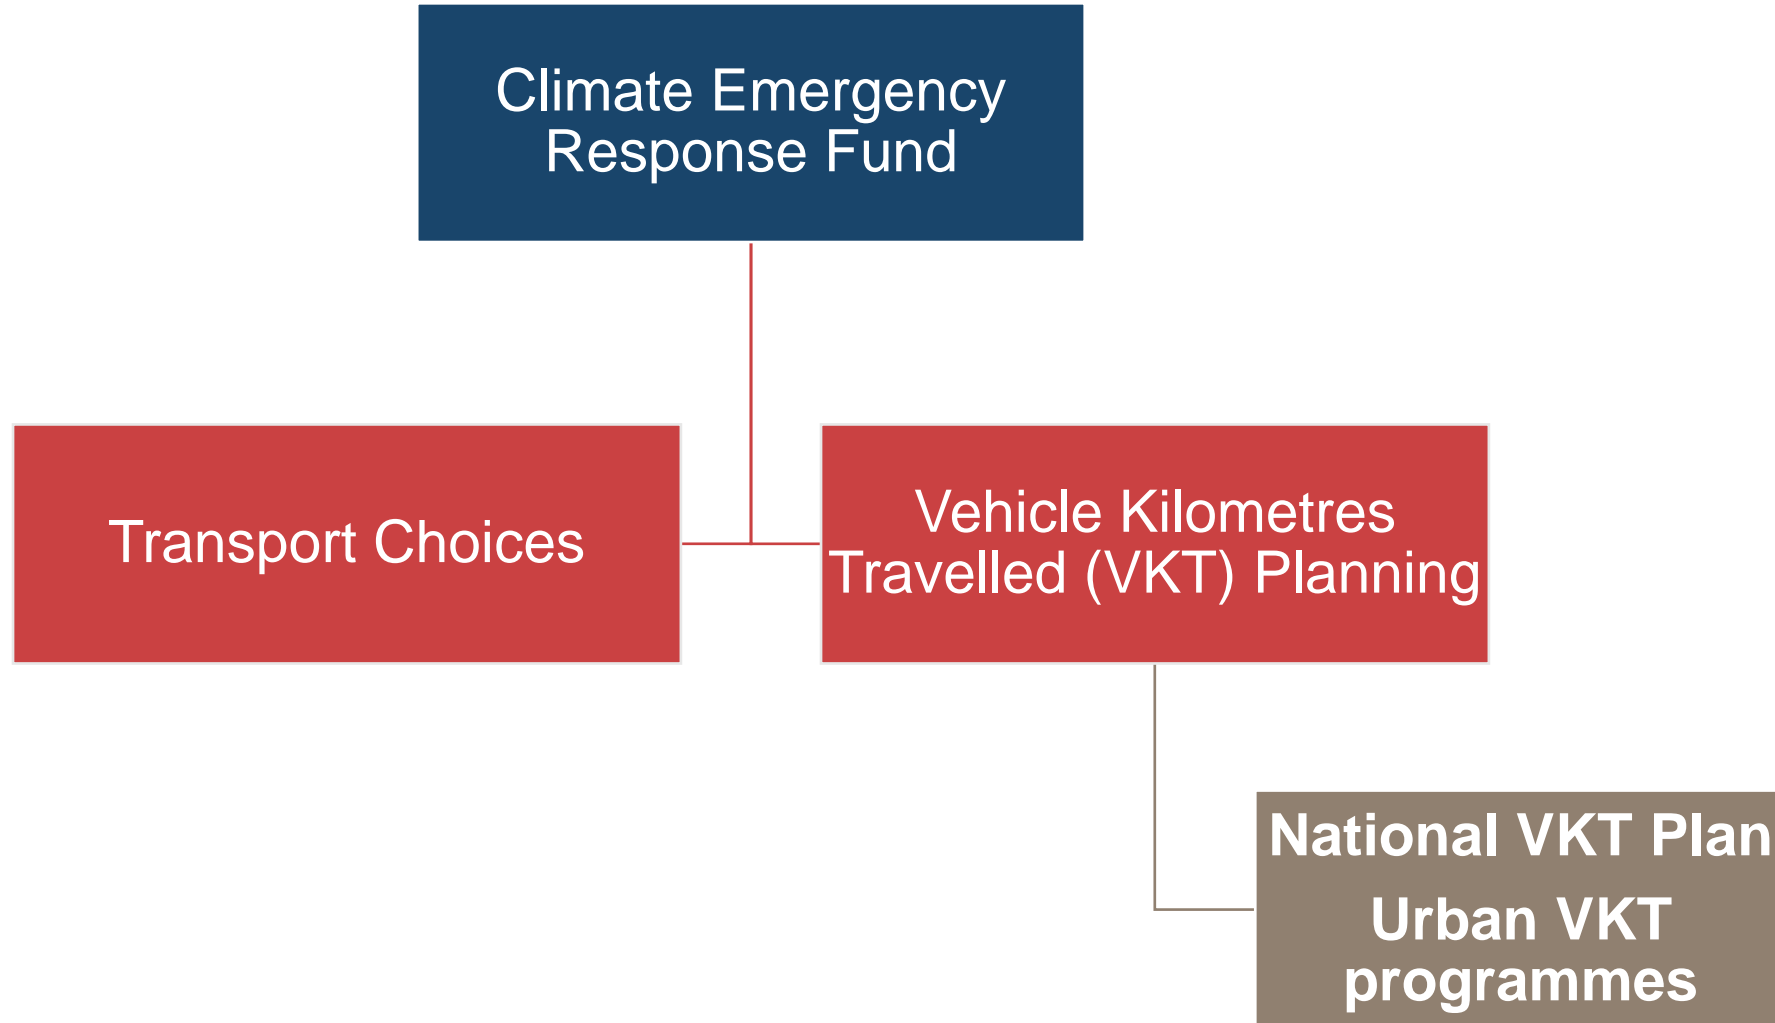 Climate Emergency
Response Fund
Transport Choices
Vehicle Kilometres
Travelled (VKT) Planning
National VKT Plan
Urban VKT
programmes